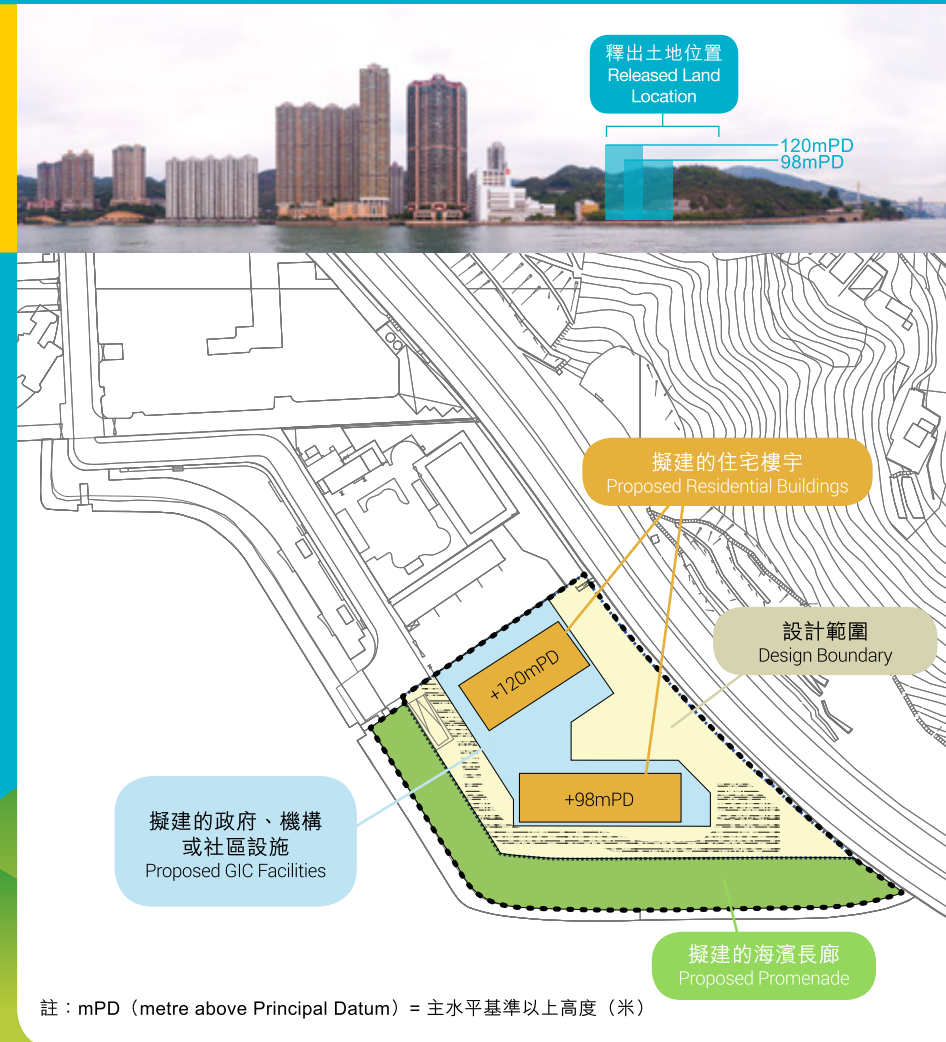 釋出土地位置
Released Land
Location
120mPD
98mPD
擬建的住宅樓宇
Proposed Residential Buildings
設計範圍
Design Boundary
+120mPD
+98mPD
擬建的政府、機構
或社區設施
Proposed GIC Facilities
擬建的海濱長廊
Proposed Promenade
註：mPD（metre above Principal Datum）= 主水平基準以上高度（米）